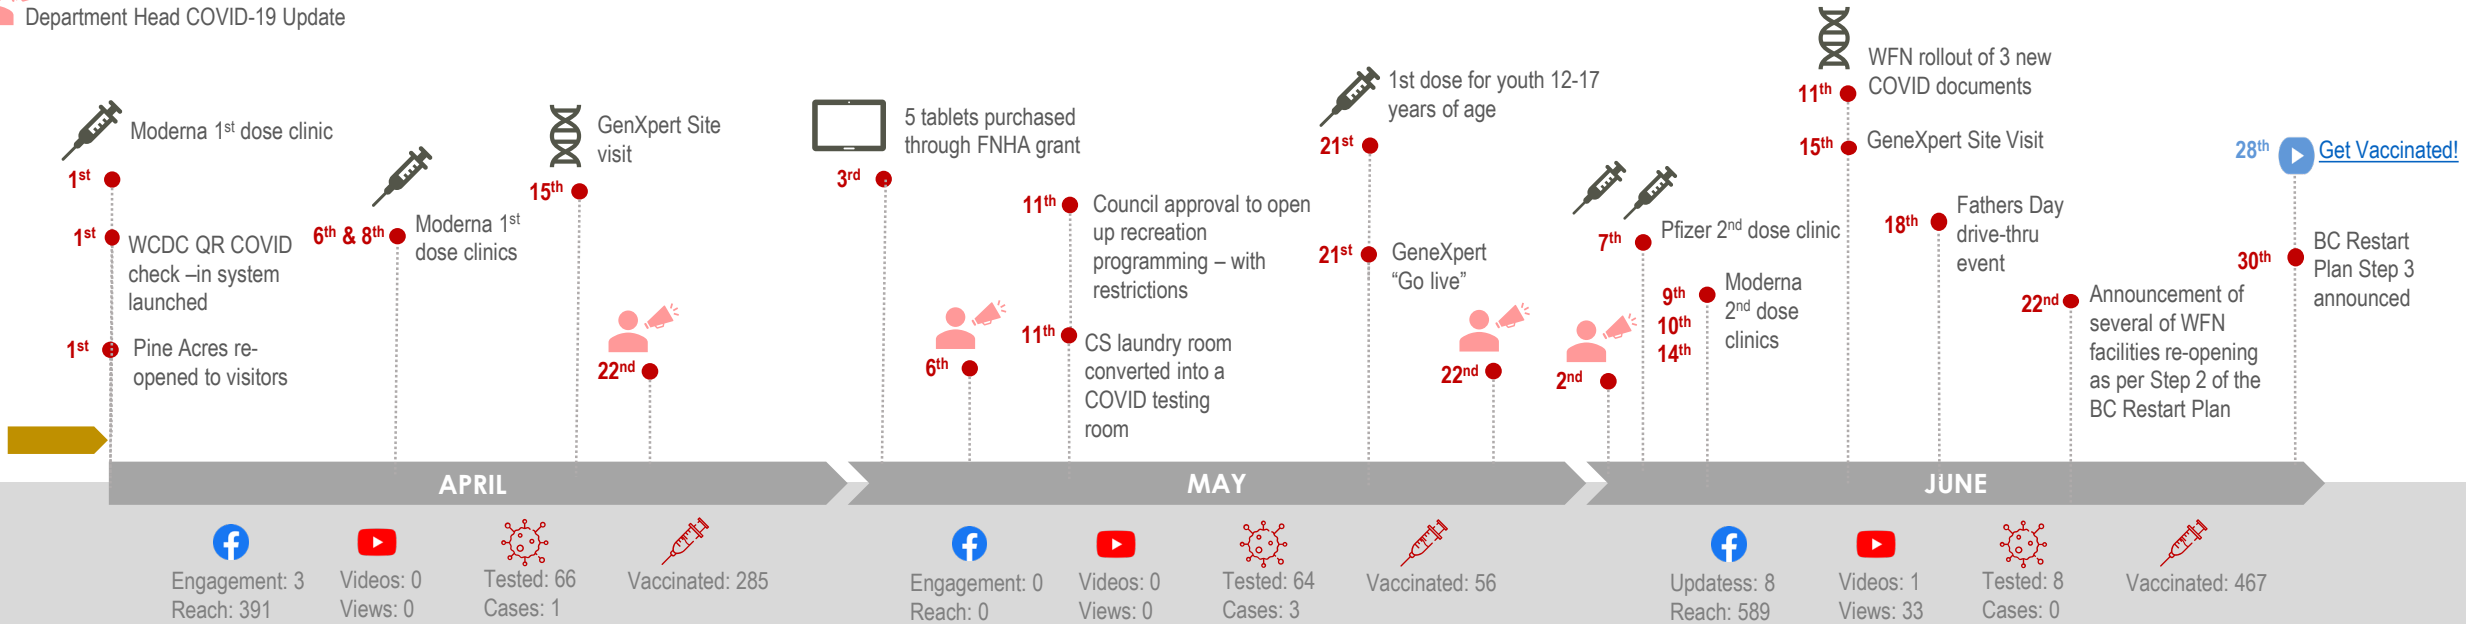 Department Head COVID-19 Update
Moderna 1st dose clinic
1st
1st
WCDC QR COVID
check –in system
launched
1st
Pine Acres re-
opened to visitors
6th & 8th
Moderna 1st
dose clinics
GenXpert Site
visit
15th
22nd
5 tablets purchased
through FNHA grant
3rd
6th
11th
Council approval to open
up recreation
programming – with
restrictions
11th
CS laundry room
converted into a
COVID testing
room
1st dose for youth 12-17
years of age
21st
21st
GeneXpert
“Go live”
22nd
2nd
7th
Pfizer 2nd dose clinic
9th
10th
14th
Moderna
2nd dose
clinics
WFN rollout of 3 new
COVID documents
11th
15th
GeneXpert Site Visit
18th
Fathers Day
drive-thru
event
22nd
Announcement of
several of WFN
facilities re-opening
as per Step 2 of the
BC Restart Plan
28th
Get Vaccinated!
30th
BC Restart
Plan Step 3
announced
APRIL
MAY
JUNE
Engagement: 3
Reach: 391
Videos: 0
Views: 0
Tested: 66
Cases: 1
Vaccinated: 285
Engagement: 0
Reach: 0
Videos: 0
Views: 0
Tested: 64
Cases: 3
Vaccinated: 56
Updatess: 8
Reach: 589
Videos: 1
Views: 33
Tested: 8
Cases: 0
Vaccinated: 467